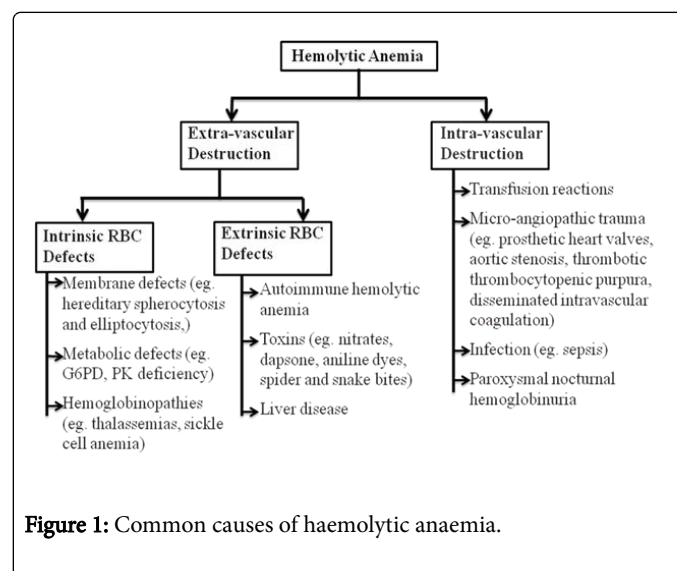 Hemolytic Anemia
Extra-vascular
Destruction
Intra-vascular
Destruction
Intrinsic RBC
Defects
Membrane defects (eg.
hereditary spherocytosis
and elliptocytosis,)
Metabolic defects (eg.
G6PD, PK deficiency)
Hemoglobinopathies
(eg. thalassemias, sickle
cell anemia)
Extrinsic RBC
Defects
Autoimmune hemolytic
anemia
Toxins (eg. nitrates,
dapsone, aniline dyes,
spider and snake bites)
Liver disease
Transfusion reactions
Micro-angiopathic trauma
(eg. prosthetic heart valves,
aortic stenosis, thrombotic
thrombocytopenic purpura,
disseminated intravascular
coagulation)
Infection (eg. sepsis)
Paroxysmal nocturnal
hemoglobinuria
Figure 1: Common causes of haemolytic anaemia.